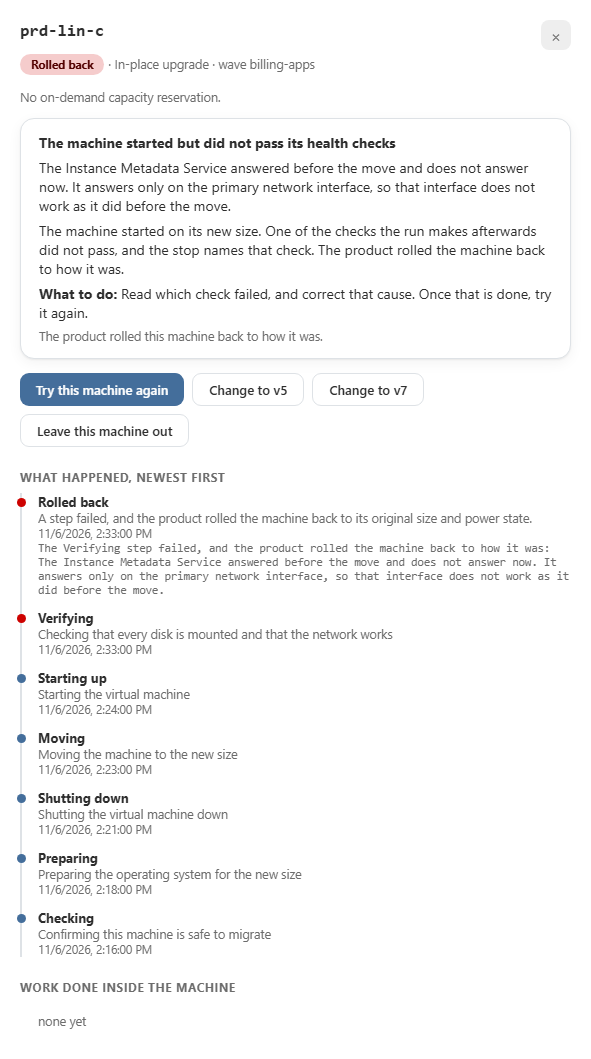 prd-lin-c
×
Rolled back · In-place upgrade · wave billing-apps
No on-demand capacity reservation.
The machine started but did not pass its health checks
The Instance Metadata Service answered before the move and does not answer
now. It answers only on the primary network interface, so that interface does not
work as it did before the move.
The machine started on its new size. One of the checks the run makes afterwards
did not pass, and the stop names that check. The product rolled the machine back
to how it was.
What to do: Read which check failed, and correct that cause. Once that is done, try
it again.
The product rolled this machine back to how it was.
Try this machine again
Change to v5
Change to v7
Leave this machine out
WHAT HAPPENED, NEWEST FIRST
Rolled back
A step failed, and the product rolled the machine back to its original size and power state.
11/6/2026, 2:33:00 PM
The Verifying step failed, and the product rolled the machine back to how it was:
The Instance Metadata Service answered before the move and does not answer now. It
answers only on the primary network interface, so that interface does not work as it
did before the move.
Verifying
Checking that every disk is mounted and that the network works
11/6/2026, 2:33:00 PM
Starting up
Starting the virtual machine
11/6/2026, 2:24:00 PM
Moving
Moving the machine to the new size
11/6/2026, 2:23:00 PM
Shutting down
Shutting the virtual machine down
11/6/2026, 2:21:00 PM
Preparing
Preparing the operating system for the new size
11/6/2026, 2:18:00 PM
Checking
Confirming this machine is safe to migrate
11/6/2026, 2:16:00 PM
WORK DONE INSIDE THE MACHINE
none yet